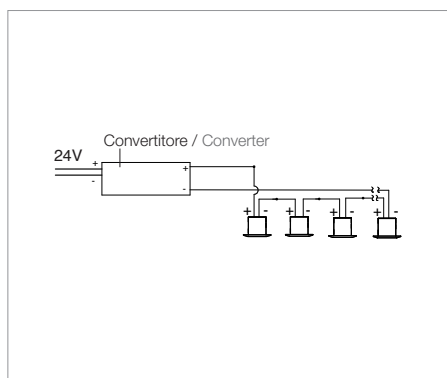 Convertitore / Converter
24V
+ +
- -
+ - + - + - + -